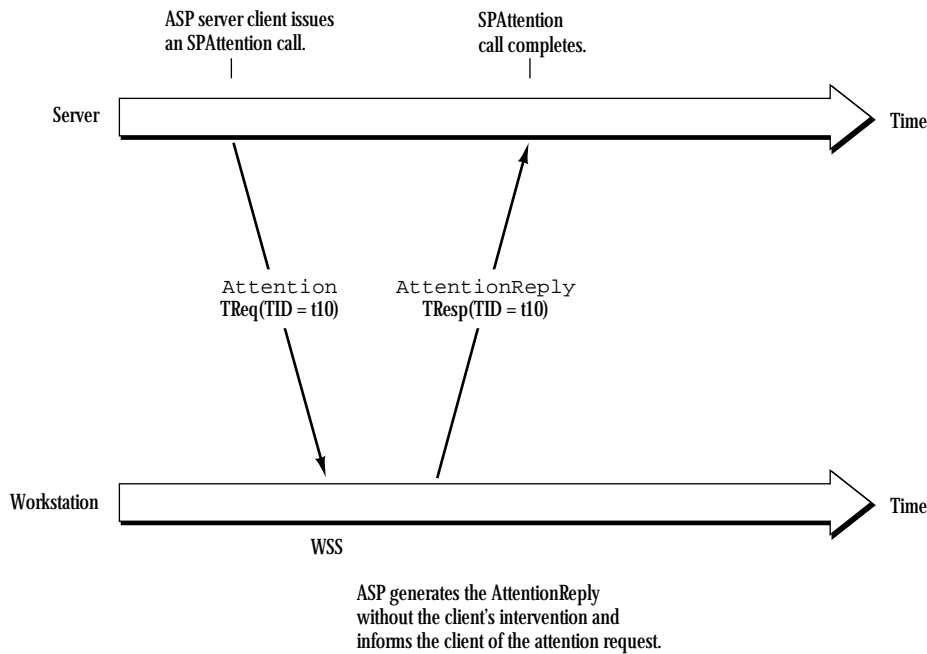 ASP server client issues
an SPAttention call.
SPAttention
call completes.
Server
Time
Attention
TReq(TID = t10)
AttentionReply
TResp(TID = t10)
Workstation
Time
WSS
ASP generates the AttentionReply
without the client's intervention and
informs the client of the attention request.